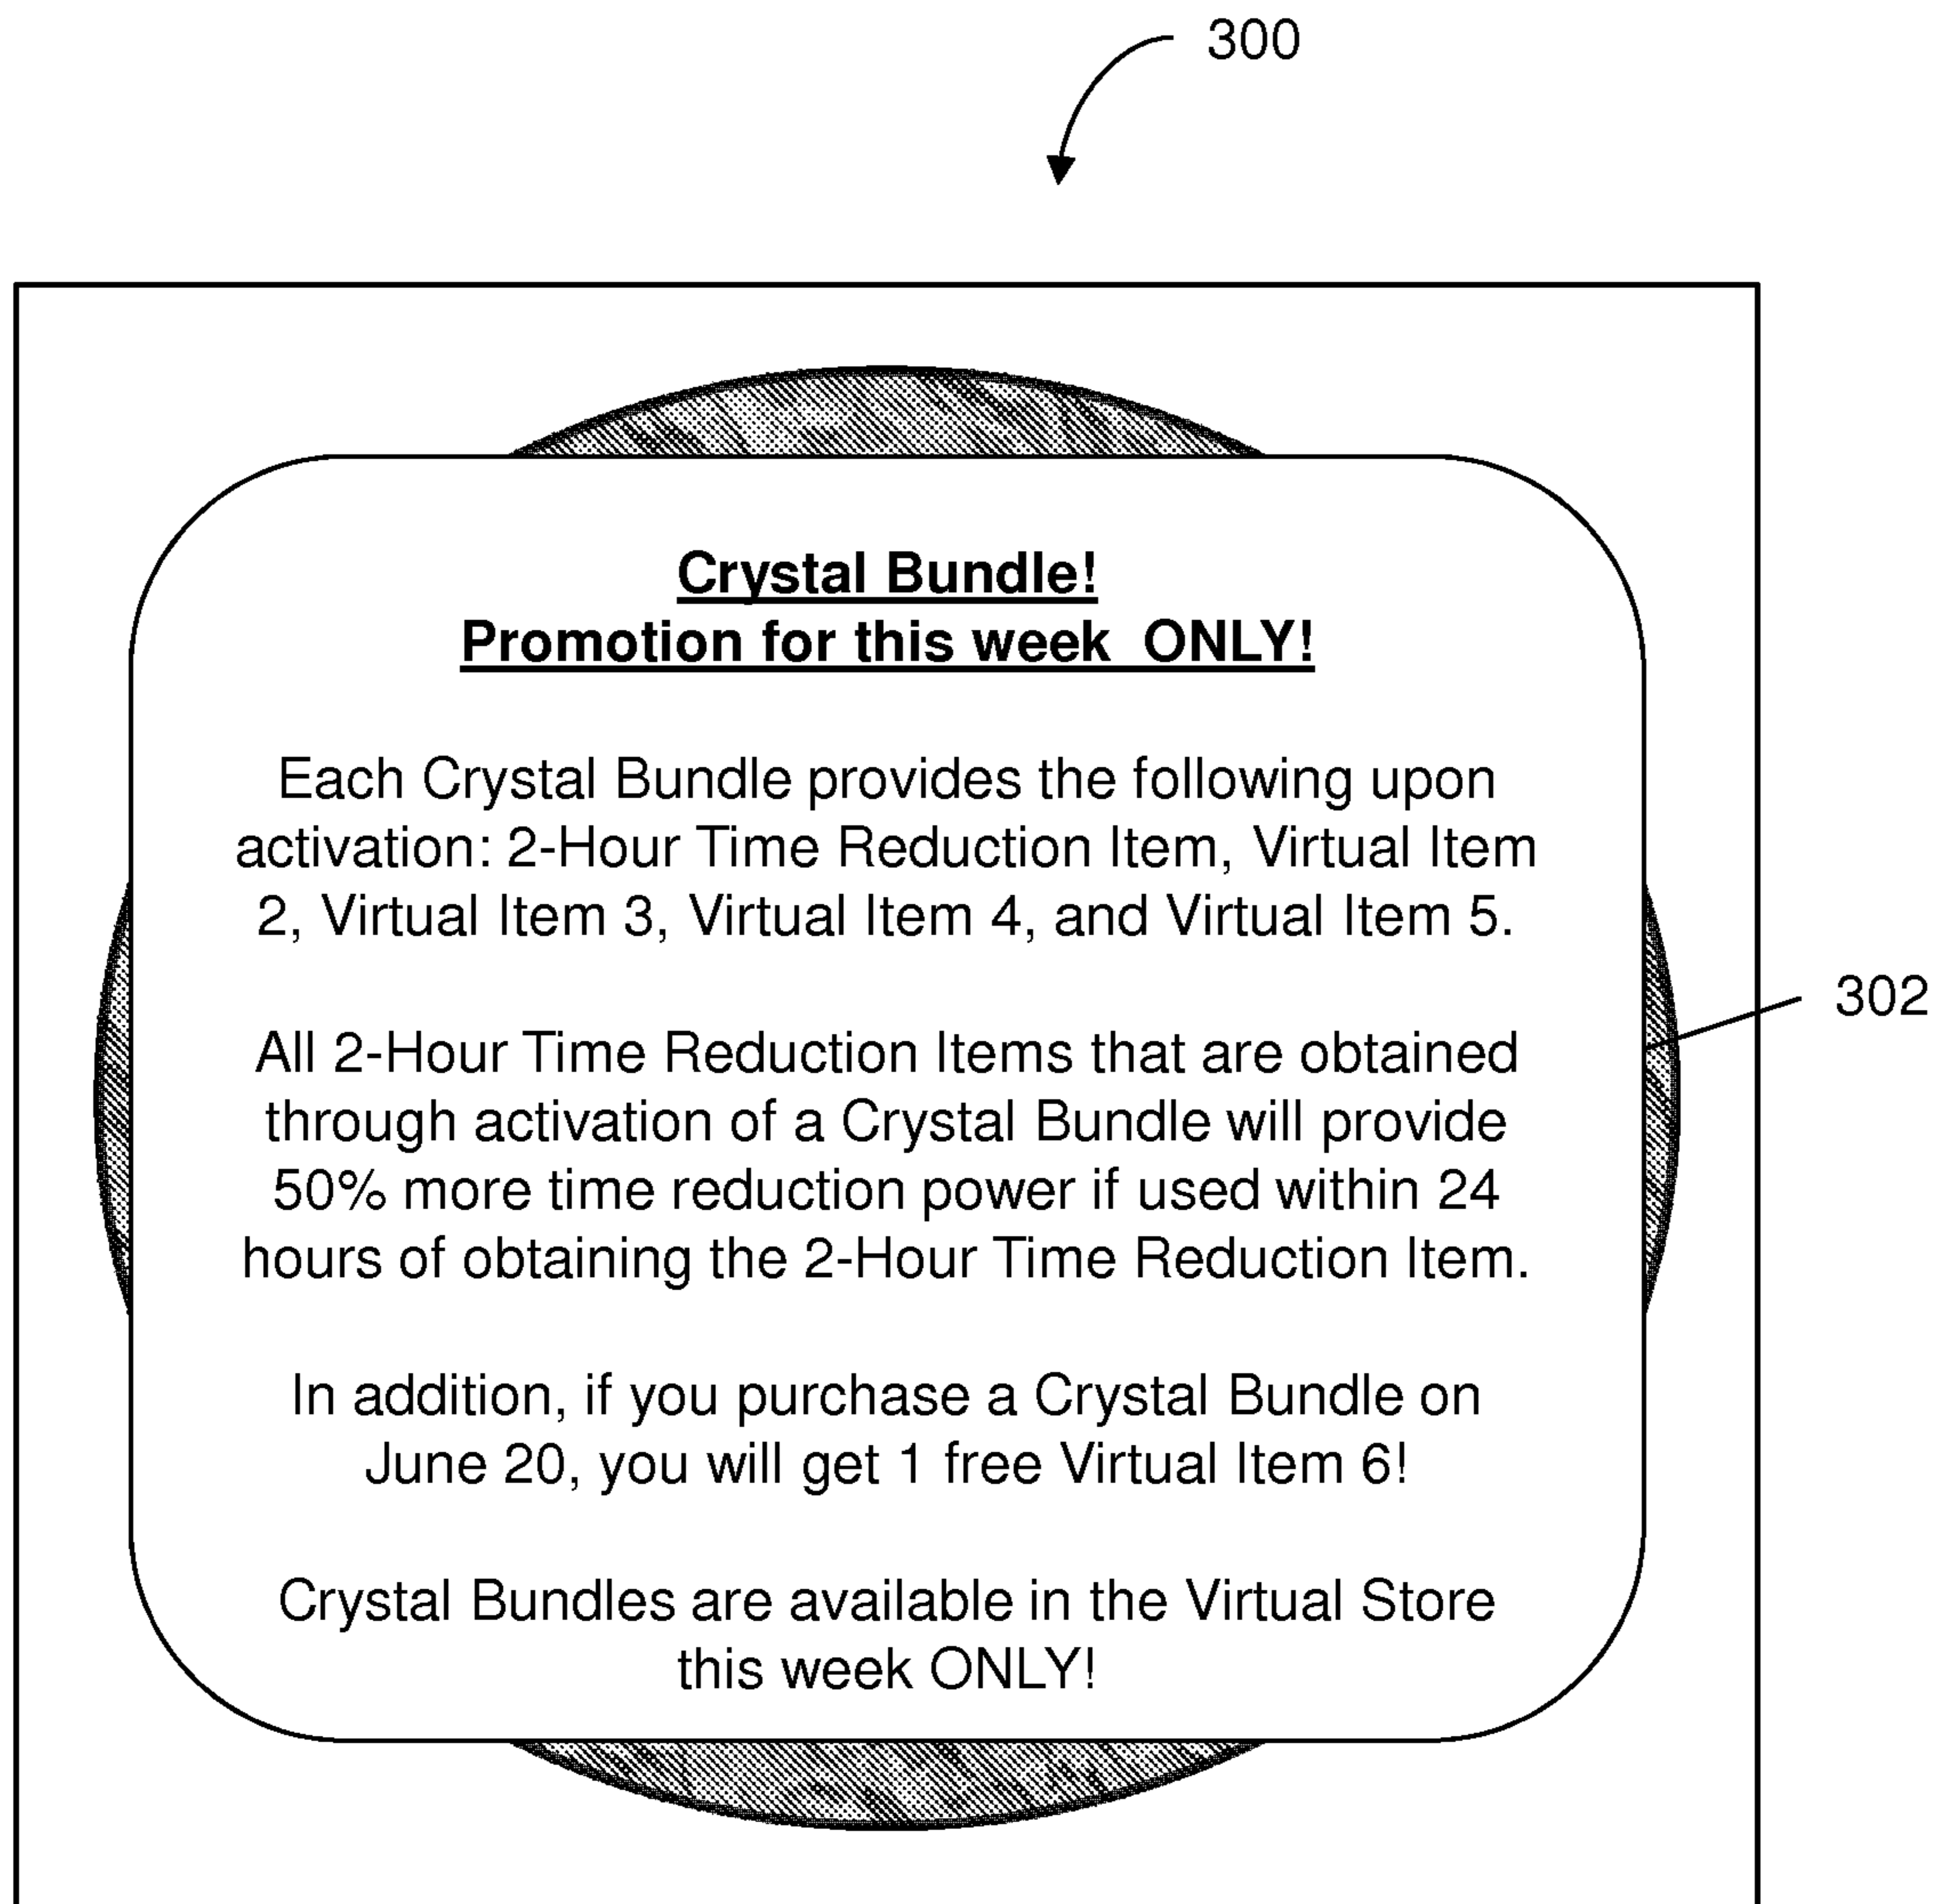 300
Crystal Bundle!
Promotion for this week  ONLY!
Each Crystal Bundle provides the following upon
activation: 2-Hour Time Reduction Item, Virtual Item
2, Virtual Item 3, Virtual Item 4, and Virtual Item 5.
302
All 2-Hour Time Reduction Items that are obtained
through activation of a Crystal Bundle will provide
50% more time reduction power if used within 24
hours of obtaining the 2-Hour Time Reduction Item.
In addition, if you purchase a Crystal Bundle on
June 20, you will get 1 free Virtual Item 6!
Crystal Bundles are available in the Virtual Store
this week ONLY!